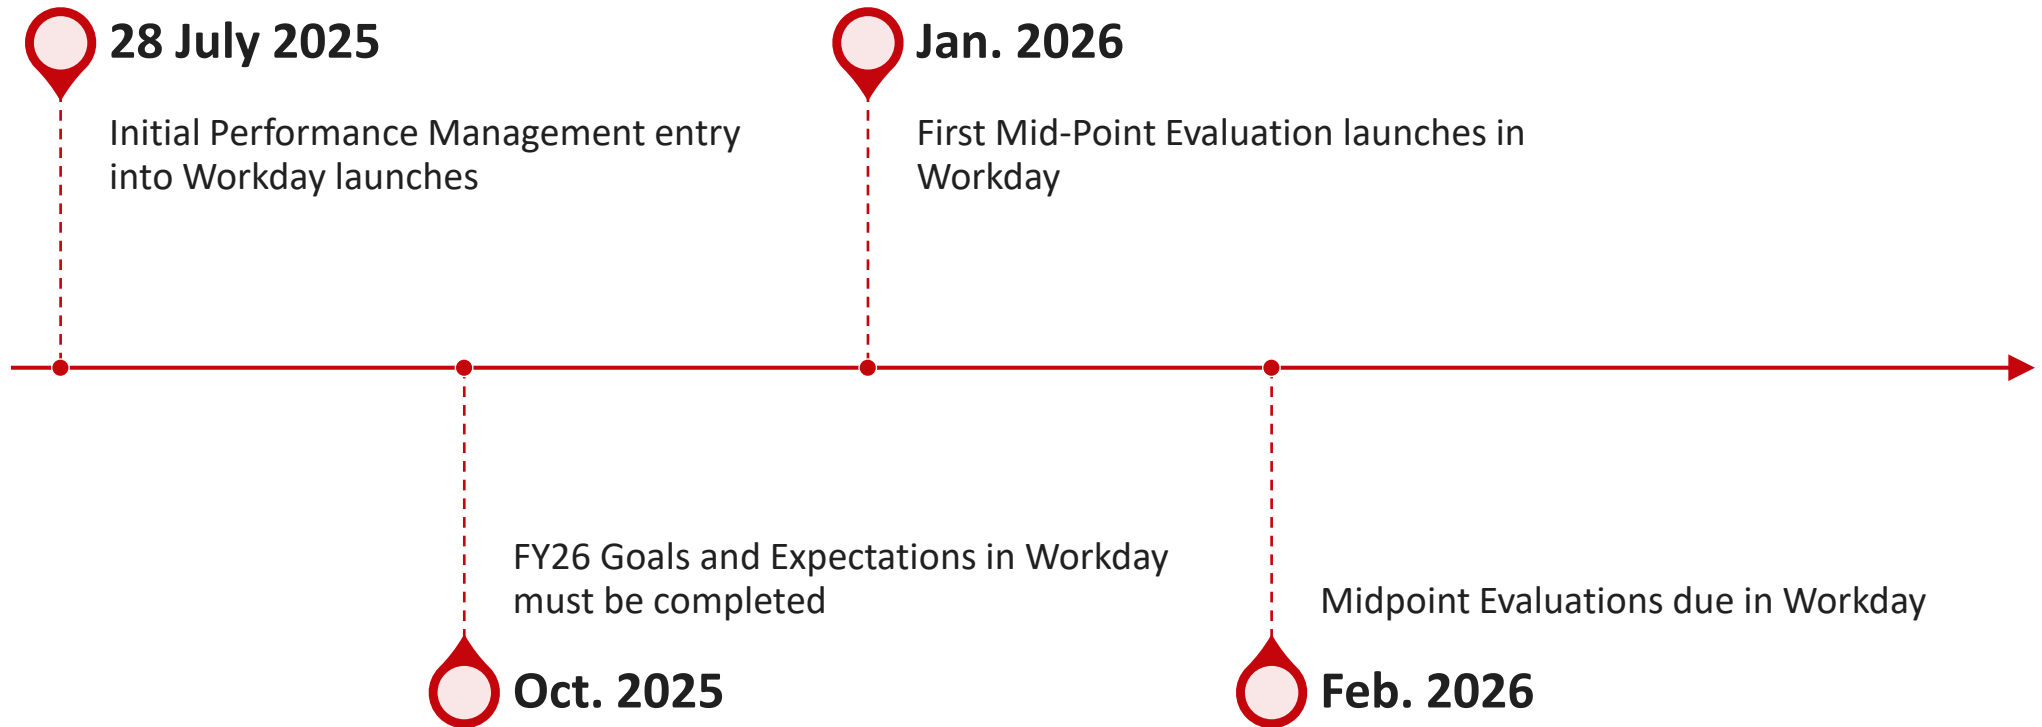 28 July 2025
Initial Performance Management entry
into Workday launches
FY26 Goals and Expectations in Workday
must be completed
Oct. 2025
Jan. 2026
First Mid-Point Evaluation launches in
Workday
Midpoint Evaluations due in Workday
Feb. 2026